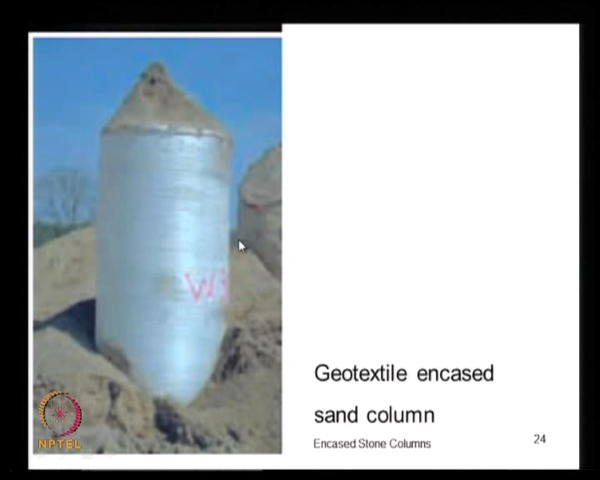 Geotextile encased
sand column
Encased Stone Columns
24
NPTEL